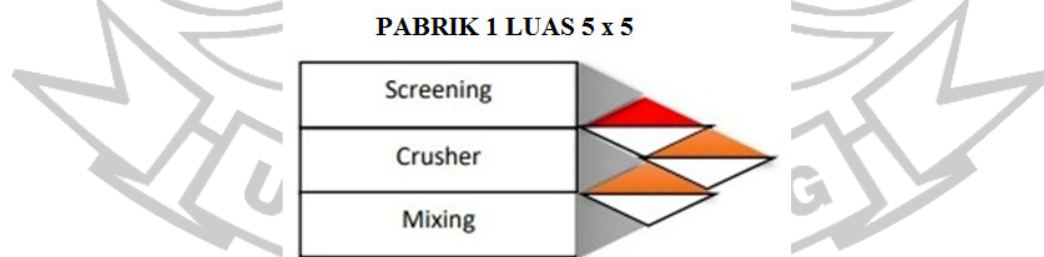 PABRIK 1 LUAS 5 x 5
Screening
Crusher
Mixing
U
G